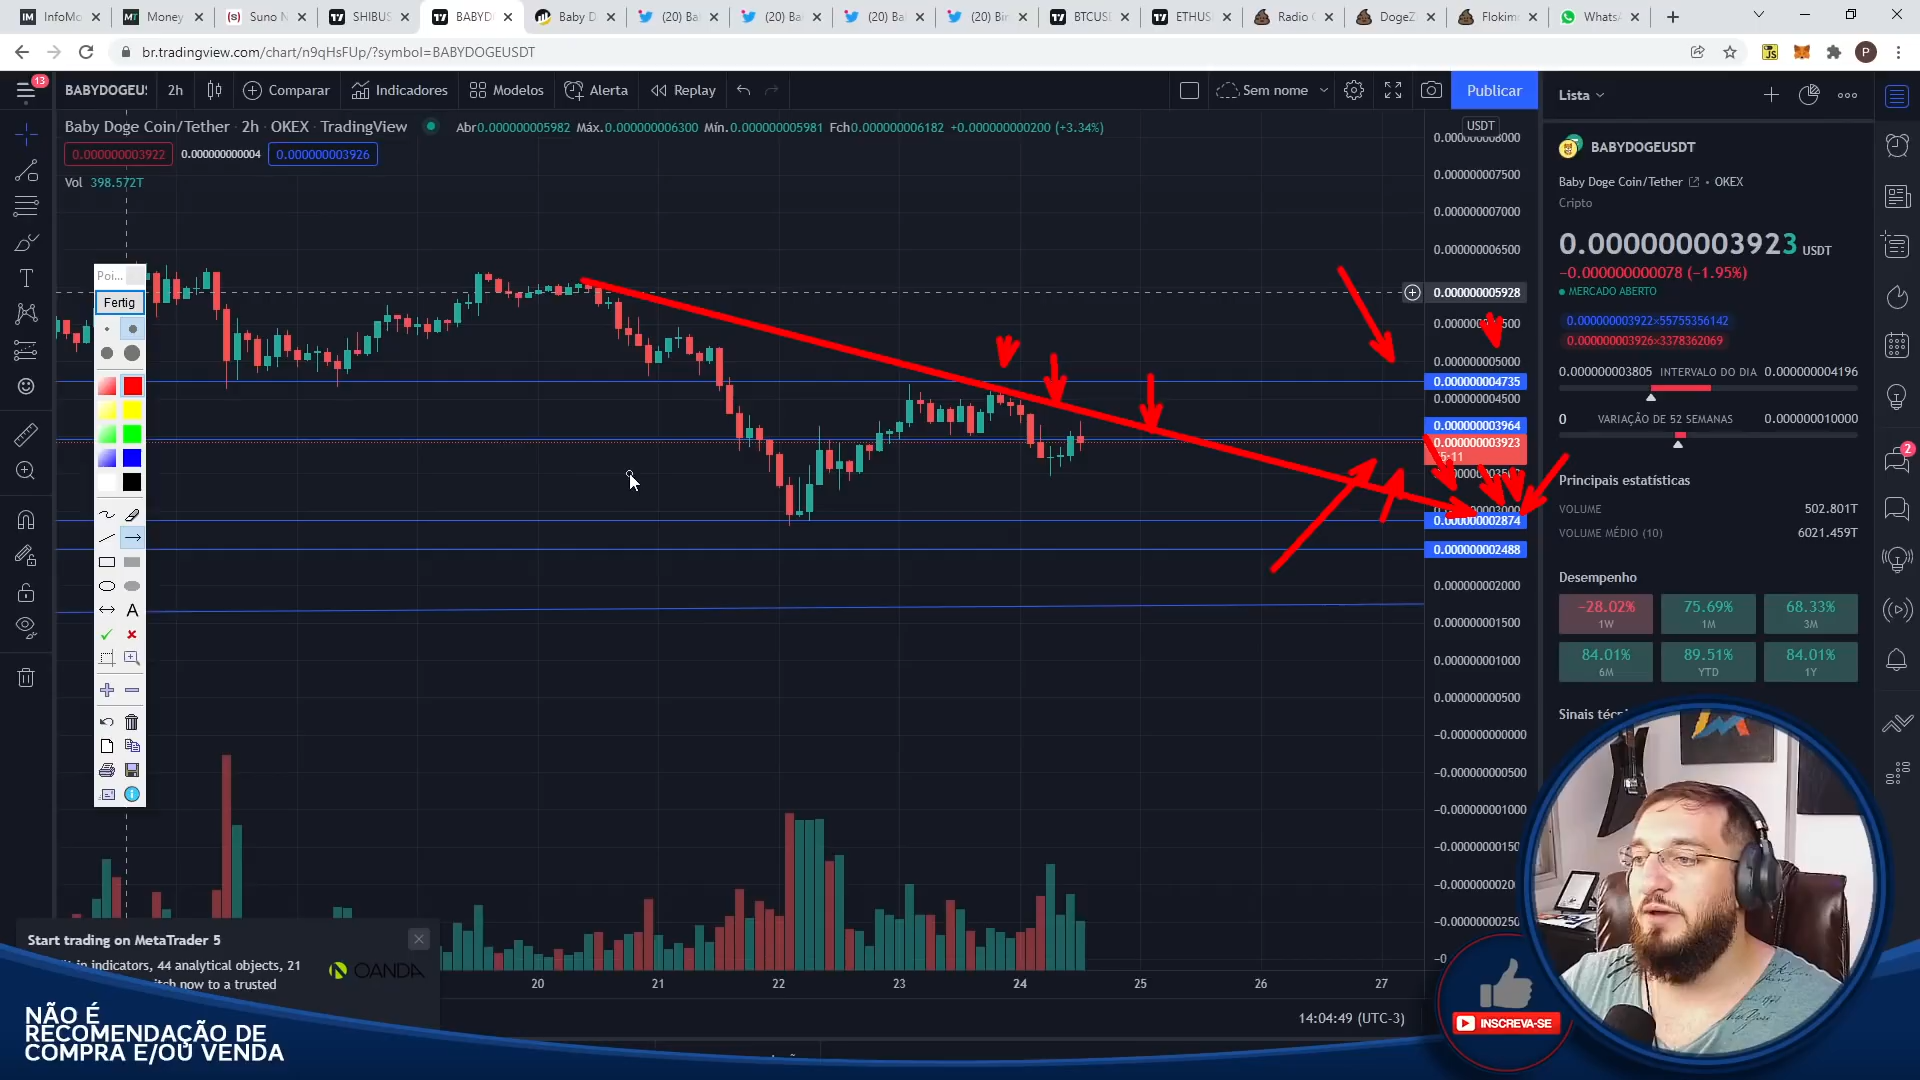 InfoMo
Money
Suno N
SHIBUS
BABYD
Baby D
(20) Ba
(20) Ba
(20) Ba
(20) Bin
BTCUS
ETHUS
Radio
DogeZ
Flokim
WhatsA
br.tradingview.com/chart/n9qHsFUp/?symbol=BABYDOGEUSDT
JS
P
13
BABYDOGEU
2h
Comparar
Indicadores
Modelos
Alerta
Replay
Sem nome
Publicar
Lista
Baby Doge Coin/Tether · 2h · OKEX · TradingView
Abr0.000000005982 Máx.0.000000006300 Mín.0.000000005981 Fch0.000000006182 +0.000000000200 (+3.34%)
0.000000003922 0.000000000004 0.000000003926
Vol 398.572T
USDT
0.000000008000
0.000000007500
0.000000007000
0.000000006500
0.000000005928
0.000000005000
0.000000004735
0.000000004500
0.000000003964
0.000000003923
0.000000002874
0.000000002488
0.000000002000
0.000000001500
0.000000001000
0.000000000500
−0.000000000000
−0.000000000500
−0.000000001000
Poi...
Fertig
A
BABYDOGEUSDT
Baby Doge Coin/Tether · OKEX
Cripto
0.000000003923 USDT
−0.000000000078 (−1.95%)
MERCADO ABERTO
0.000000003922×55755356142
0.000000003926×3378362069
0.000000003805 INTERVALO DO DIA 0.000000004196
0 VARIAÇÃO DE 52 SEMANAS 0.000000010000
Principais estatísticas
VOLUME 502.801T
VOLUME MÉDIO (10) 6021.459T
Desempenho
−28.02% 75.69% 68.33%
1W 1M 3M
84.01% 89.51% 84.01%
6M YTD 1Y
Sinais
2
Start trading on MetaTrader 5
indicators, 44 analytical objects, 21
now to a trusted
OANDA
20 21 22 23 24 25 26 27
14:04:49 (UTC-3)
NÃO É
RECOMENDAÇÃO DE
COMPRA E/OU VENDA
INSCREVA-SE